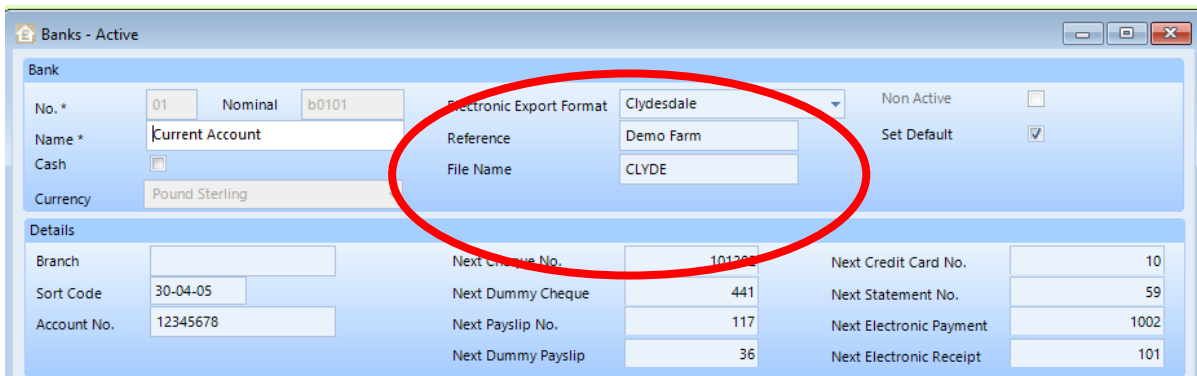 Banks - Active
Bank
No. * 01 Nominal b0101 Electronic Export Format Clydesdale Non Active
Name * Current Account Reference Demo Farm Set Default
Cash File Name CLYDE
Currency Pound Sterling
Details
Branch Next Cheque No. Next Credit Card No. 10
Sort Code 30-04-05 Next Dummy Cheque 441 Next Statement No. 59
Account No. 12345678 Next Payslip No. 117 Next Electronic Payment 1002
Next Dummy Payslip 36 Next Electronic Receipt 101